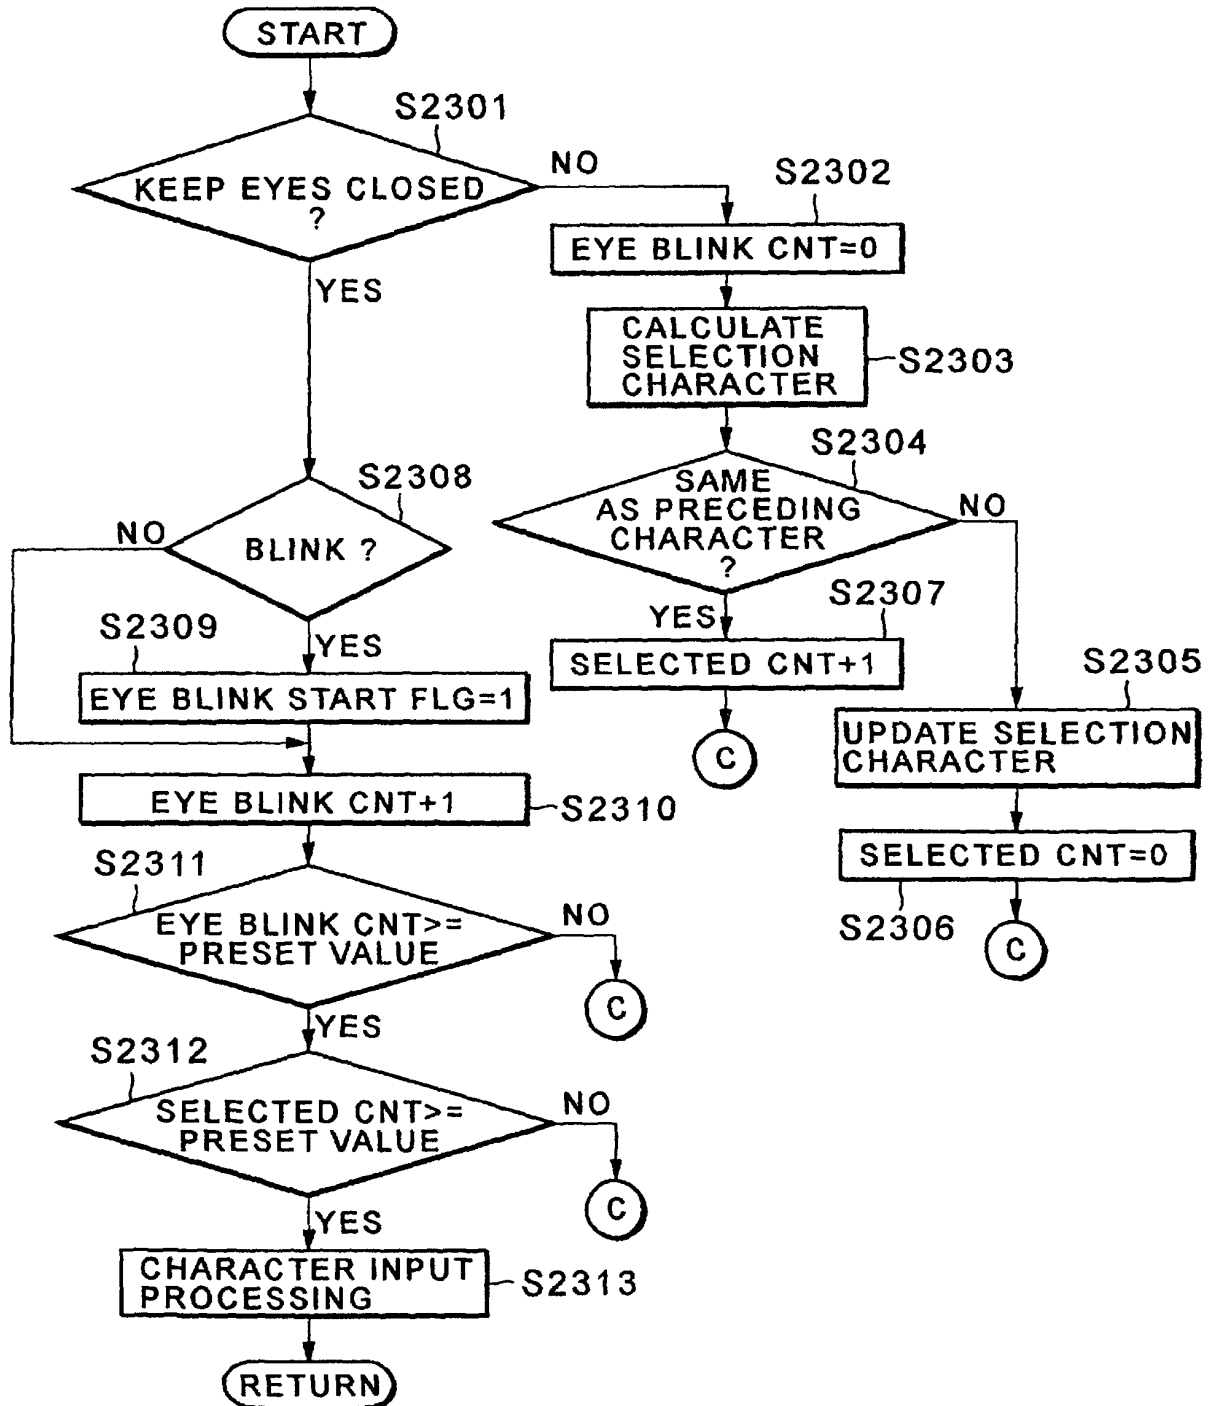 START
S2301
KEEP EYES CLOSED
?
NO
YES
S2302
EYE BLINK CNT=0
CALCULATE
SELECTION
CHARACTER
S2303
S2304
SAME
AS PRECEDING
CHARACTER
?
NO
YES
S2307
SELECTED CNT+1
C
S2305
UPDATE SELECTION
CHARACTER
SELECTED CNT=0
S2306
C
S2308
BLINK ?
NO
YES
S2309
EYE BLINK START FLG=1
EYE BLINK CNT+1
S2310
S2311
EYE BLINK CNT>=
PRESET VALUE
NO
C
YES
S2312
SELECTED CNT>=
PRESET VALUE
NO
C
YES
CHARACTER INPUT
PROCESSING
S2313
RETURN